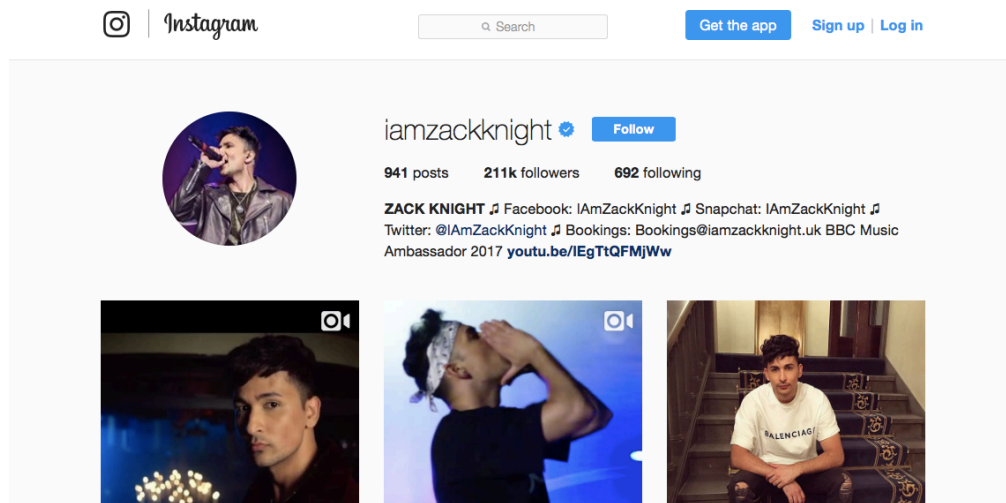 Instagram
Search
Get the app
Sign up | Log in
iamzackknight
Follow
941 posts 211k followers 692 following
ZACK KNIGHT ♫ Facebook: IAmZackKnight ♫ Snapchat: IAmZackKnight ♫
Twitter: @IAmZackKnight ♫ Bookings: Bookings@iamzackknight.uk BBC Music
Ambassador 2017 youtu.be/IEgTtQFMjWw
BALENCIAGA